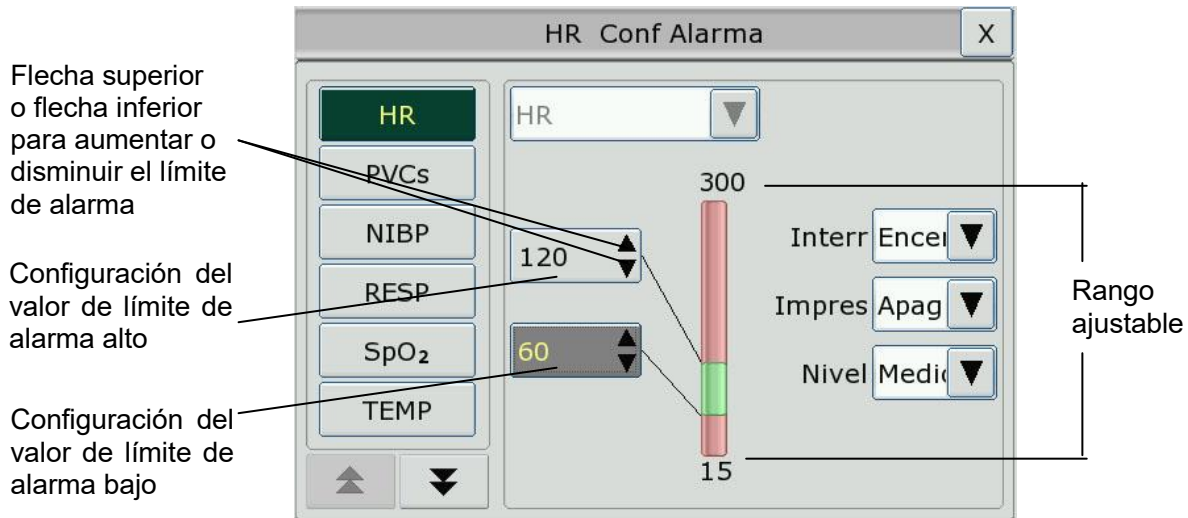 HR Conf Alarma
X
Flecha superior
o flecha inferior
para aumentar o
disminuir el límite
de alarma
Configuración del
valor de límite de
alarma alto
Configuración del
valor de límite de
alarma bajo
HR
PVCs
NIBP
RESP
SpO₂
TEMP
HR
300
120
60
15
Interr Encer
Impres Apag
Nivel Medic
Rango
ajustable